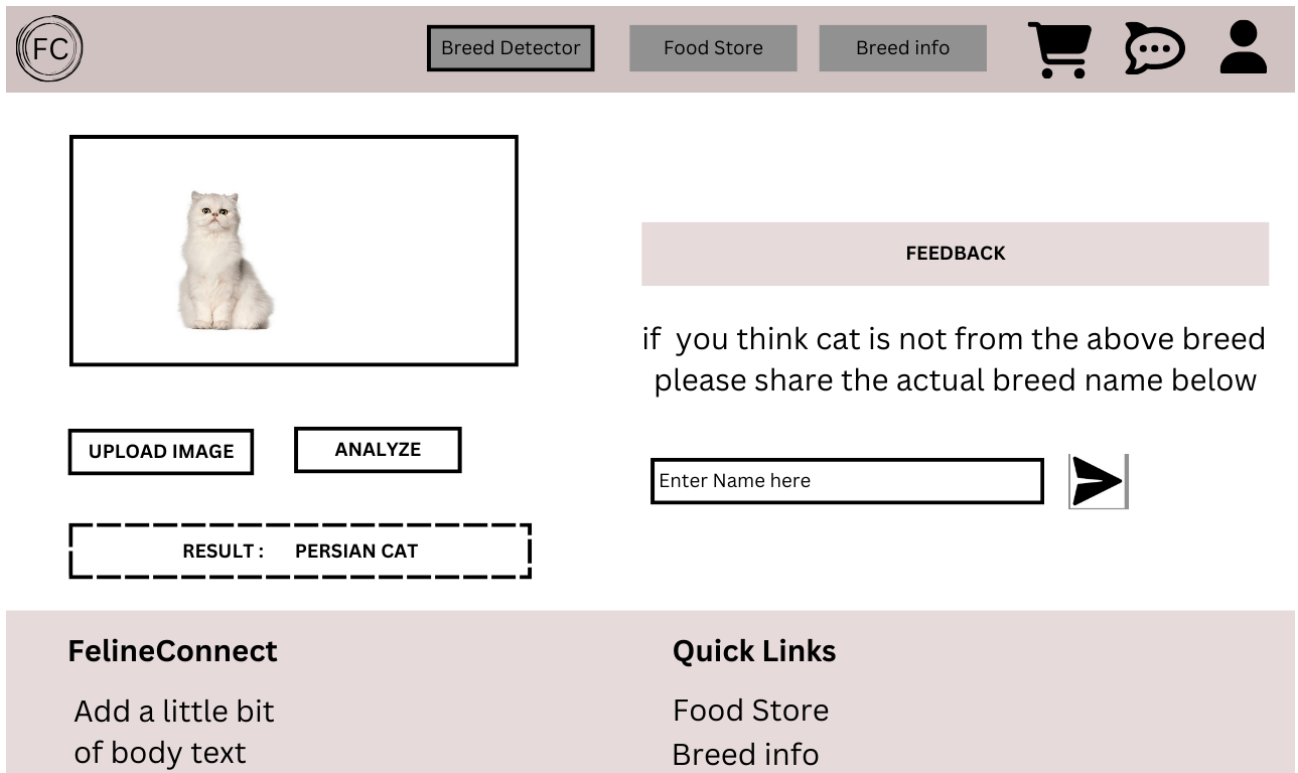 FC
Breed Detector
Food Store
Breed info
FEEDBACK
if you think cat is not from the above breed
please share the actual breed name below
UPLOAD IMAGE
ANALYZE
Enter Name here
RESULT : PERSIAN CAT
FelineConnect
Add a little bit
of body text
Quick Links
Food Store
Breed info